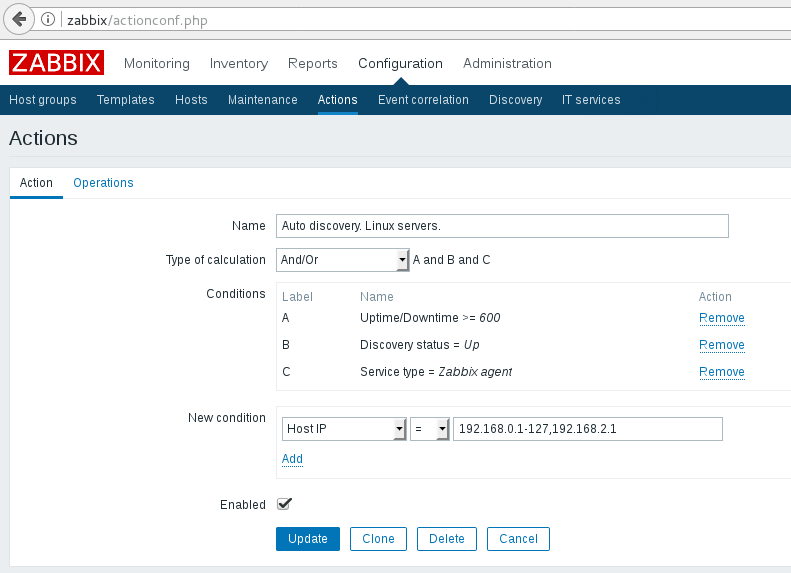 zabbix/actionconf.php
ZABBIX Monitoring Inventory Reports Configuration Administration
Host groups Templates Hosts Maintenance Actions Event correlation Discovery IT services
Actions
Action Operations
Name Auto discovery. Linux servers.
Type of calculation And/Or A and B and C
Conditions Label Name Action
A Uptime/Downtime >= 600 Remove
B Discovery status = Up Remove
C Service type = Zabbix agent Remove
New condition
Host IP = 192.168.0.1-127,192.168.2.1
Add
Enabled
Update Clone Delete Cancel